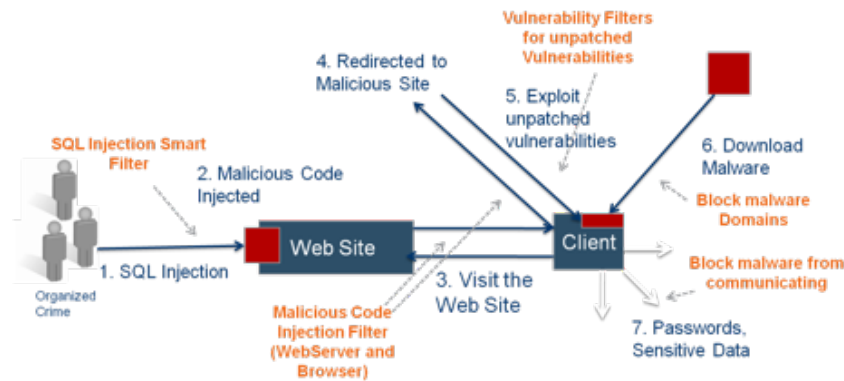 Vulnerability Filters
for unpatched
Vulnerabilities
4. Redirected to
Malicious Site
5. Exploit
unpatched
vulnerabilities
6. Download
Malware
SQL Injection Smart
Filter
2. Malicious Code
Injected
Block malware
Domains
Web Site
Client
1. SQL Injection
Organized
Crime
3. Visit the
Web Site
Block malware from
communicating
Malicious Code
Injection Filter
(WebServer and
Browser)
7. Passwords,
Sensitive Data